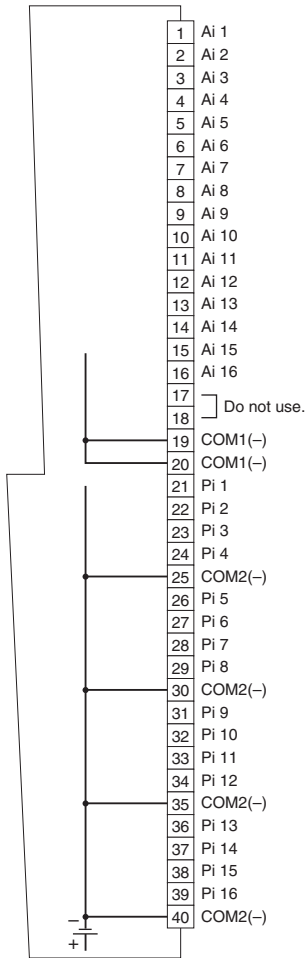 1 Ai 1
2 Ai 2
3 Ai 3
4 Ai 4
5 Ai 5
6 Ai 6
7 Ai 7
8 Ai 8
9 Ai 9
10 Ai 10
11 Ai 11
12 Ai 12
13 Ai 13
14 Ai 14
15 Ai 15
16 Ai 16
17
Do not use.
18
19 COM1(–)
20 COM1(–)
21 Pi 1
22 Pi 2
23 Pi 3
24 Pi 4
25 COM2(–)
26 Pi 5
27 Pi 6
28 Pi 7
29 Pi 8
30 COM2(–)
31 Pi 9
32 Pi 10
33 Pi 11
34 Pi 12
35 COM2(–)
36 Pi 13
37 Pi 14
38 Pi 15
39 Pi 16
– 40 COM2(–)
+